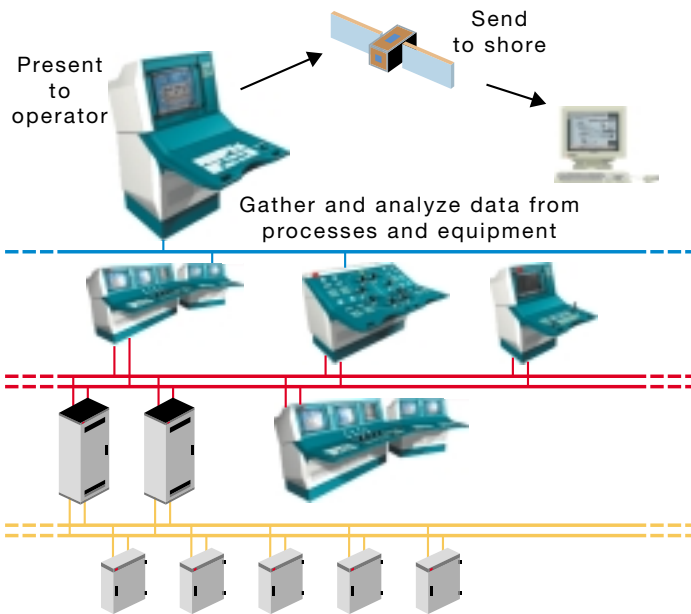 Present
to
operator
Send
to shore
Gather and analyze data from
processes and equipment